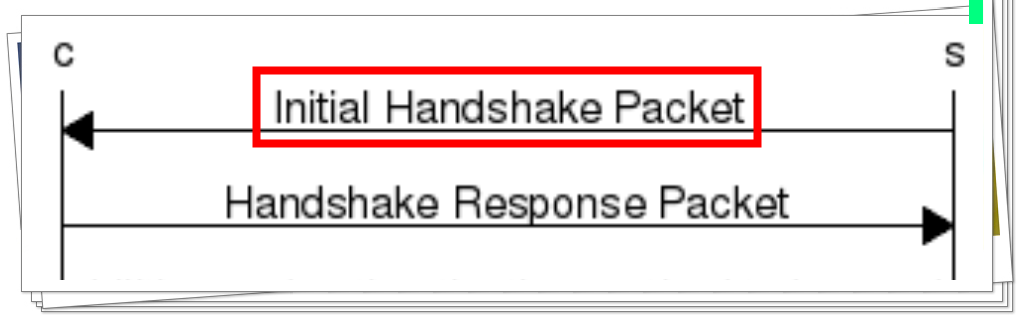 C S
Initial Handshake Packet
Handshake Response Packet